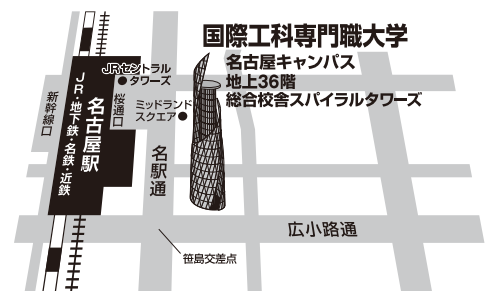 国際工科専門職大学
名古屋キャンパス
地上36階
総合校舎スパイラルタワーズ
JRセントラル
タワーズ
桜通口
ミッドランド
スクエア
新幹線口
JR・地下鉄・名鉄・近鉄
名古屋駅
名駅通
広小路通
笹島交差点